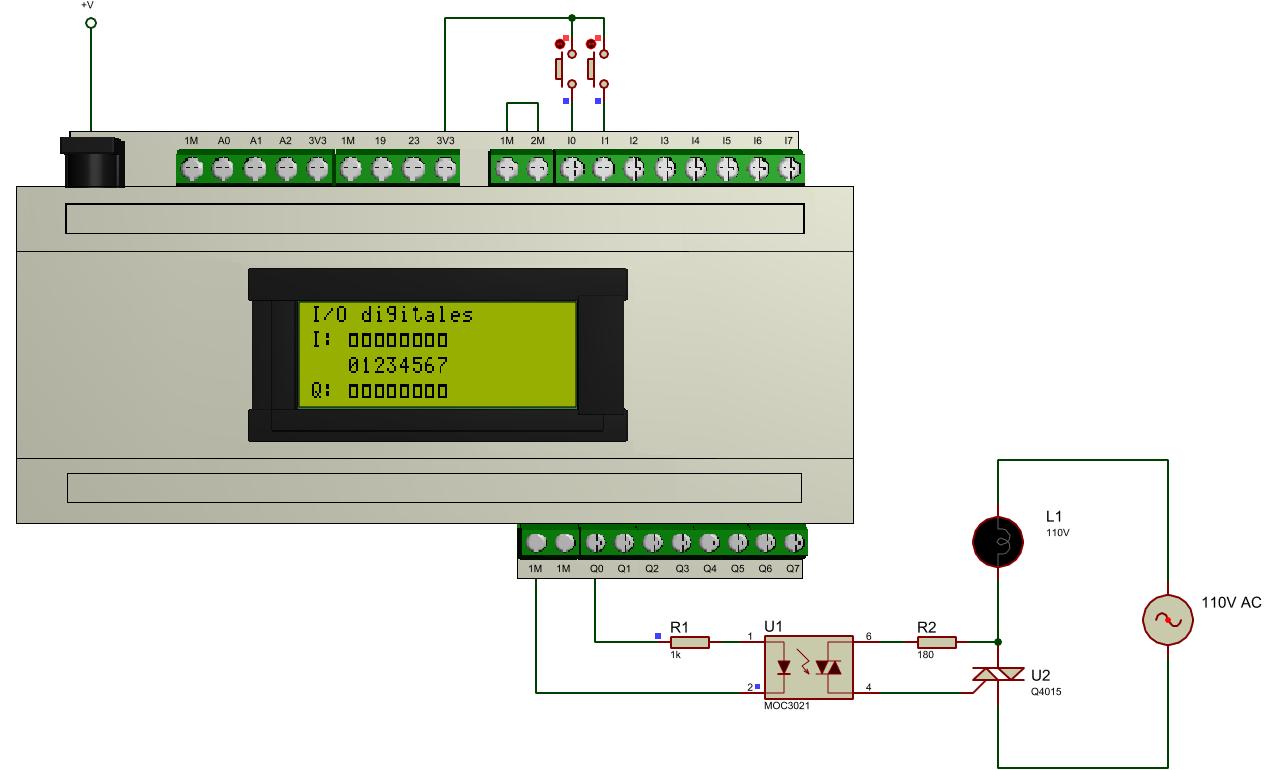 +V
1M A0 A1 A2 3V3 1M 19 23 3V3 1M 2M I0 I1 I2 I3 I4 I5 I6 I7
I/O digitales
I: 
01234567
Q: 
1M 1M Q0 Q1 Q2 Q3 Q4 Q5 Q6 Q7
L1
110V
110V AC
R1
1k
U1
1
2
6
4
MOC3021
R2
180
U2
Q4015